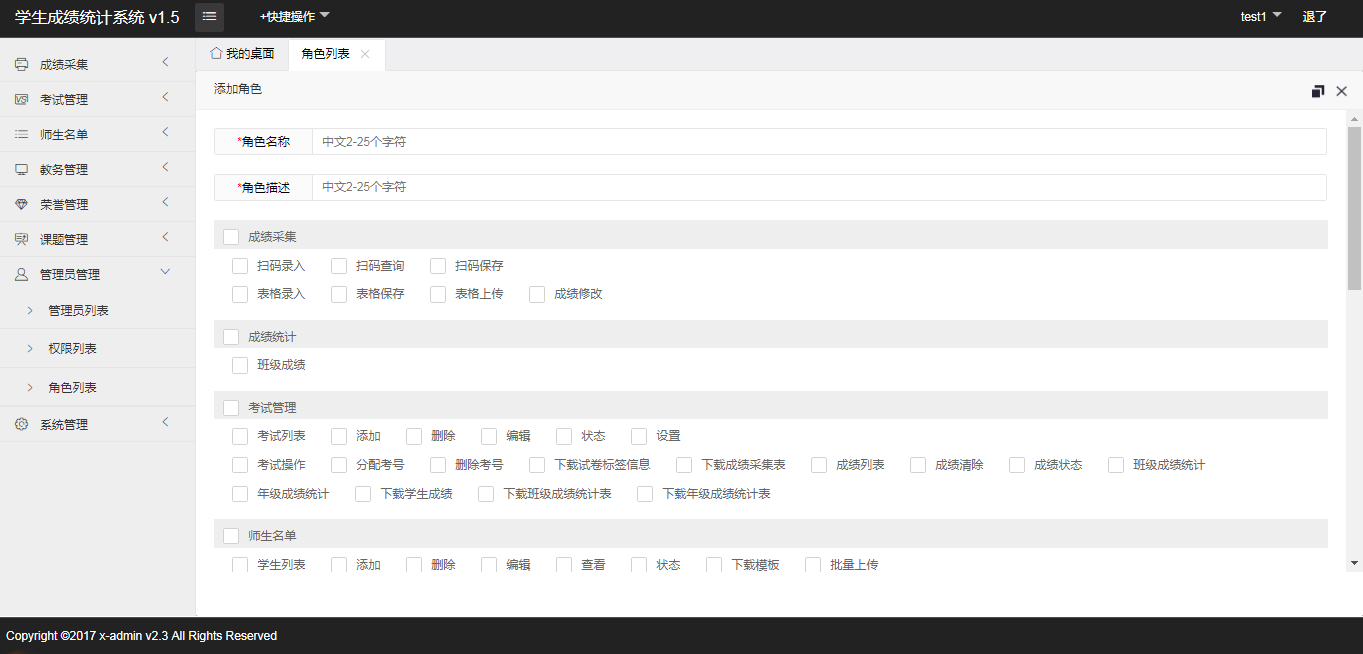 学生成绩统计系统 v1.5
+快捷操作
test1
退了
成绩采集
考试管理
师生名单
教务管理
荣誉管理
课题管理
管理员管理
管理员列表
权限列表
角色列表
系统管理
我的桌面
角色列表
添加角色
*角色名称 中文2-25个字符
*角色描述 中文2-25个字符
成绩采集
扫码录入 扫码查询 扫码保存
表格录入 表格保存 表格上传 成绩修改
成绩统计
班级成绩
考试管理
考试列表 添加 删除 编辑 状态 设置
考试操作 分配考号 删除考号 下载试卷标签信息 下载成绩采集表 成绩列表 成绩清除 成绩状态 班级成绩统计
年级成绩统计 下载学生成绩 下载班级成绩统计表 下载年级成绩统计表
师生名单
学生列表 添加 删除 编辑 查看 状态 下载模板 批量上传
Copyright ©2017 x-admin v2.3 All Rights Reserved